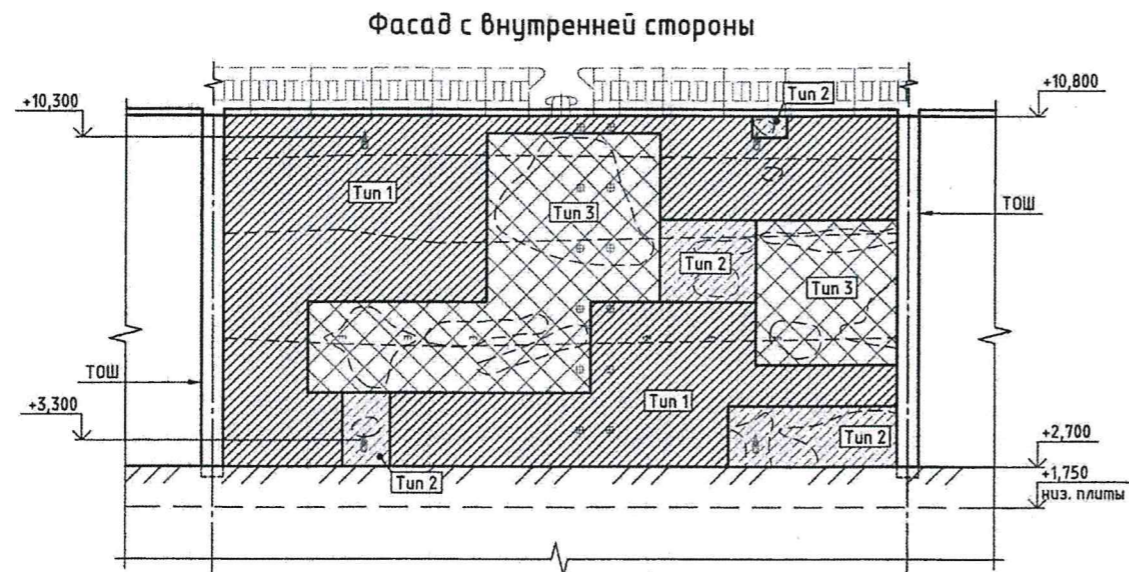 Фасад с внутренней стороны
+10,300
Тип 2
+10,800
Тип 1
Тип 3
ТОШ
Тип 2
Тип 3
ТОШ
+3,300
Тип 1
Тип 2
+2,700
Тип 2
+1,750
низ. плиты